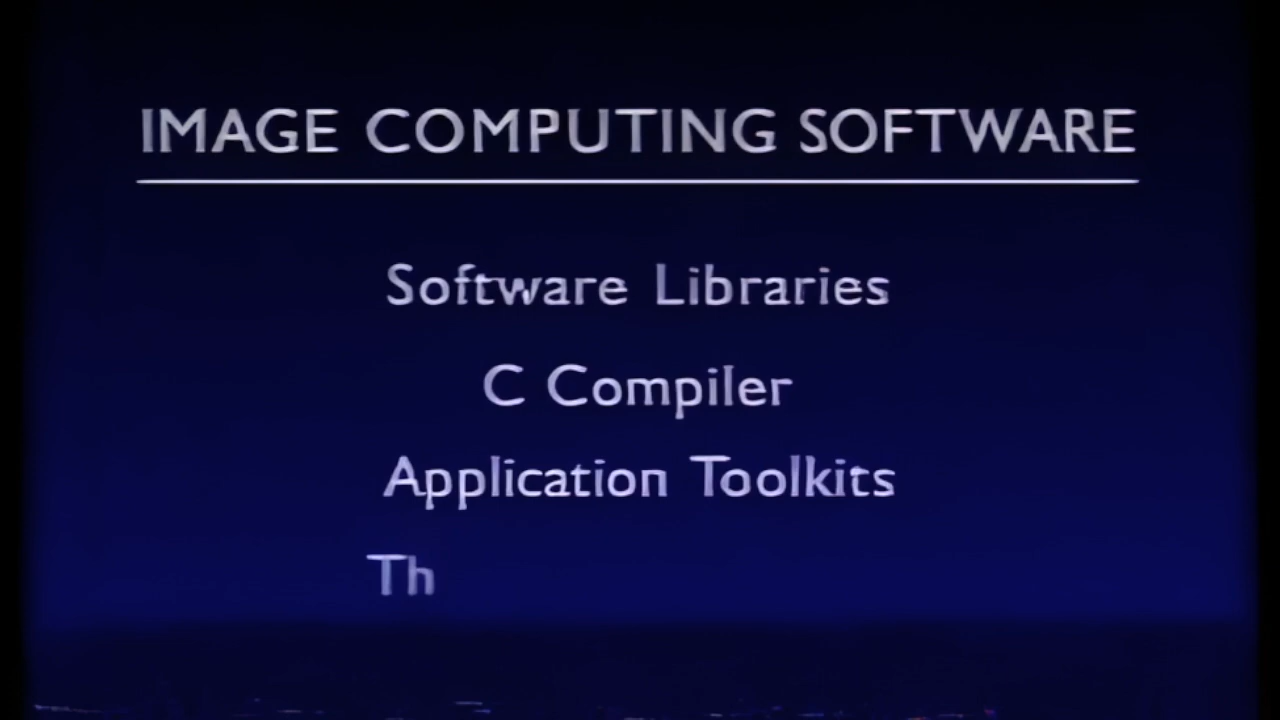 IMAGE COMPUTING SOFTWARE
Software Libraries
C Compiler
Application Toolkits
Th